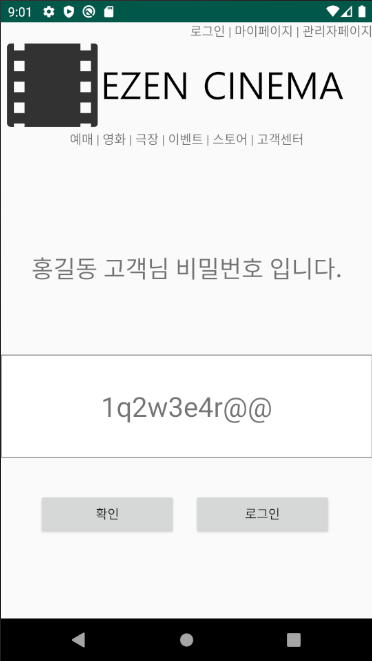 9:01
로그인 | 마이페이지 | 관리자페이지
EZEN CINEMA
예매 | 영화 | 극장 | 이벤트 | 스토어 | 고객센터
홍길동 고객님 비밀번호 입니다.
1q2w3e4r@@
확인 로그인